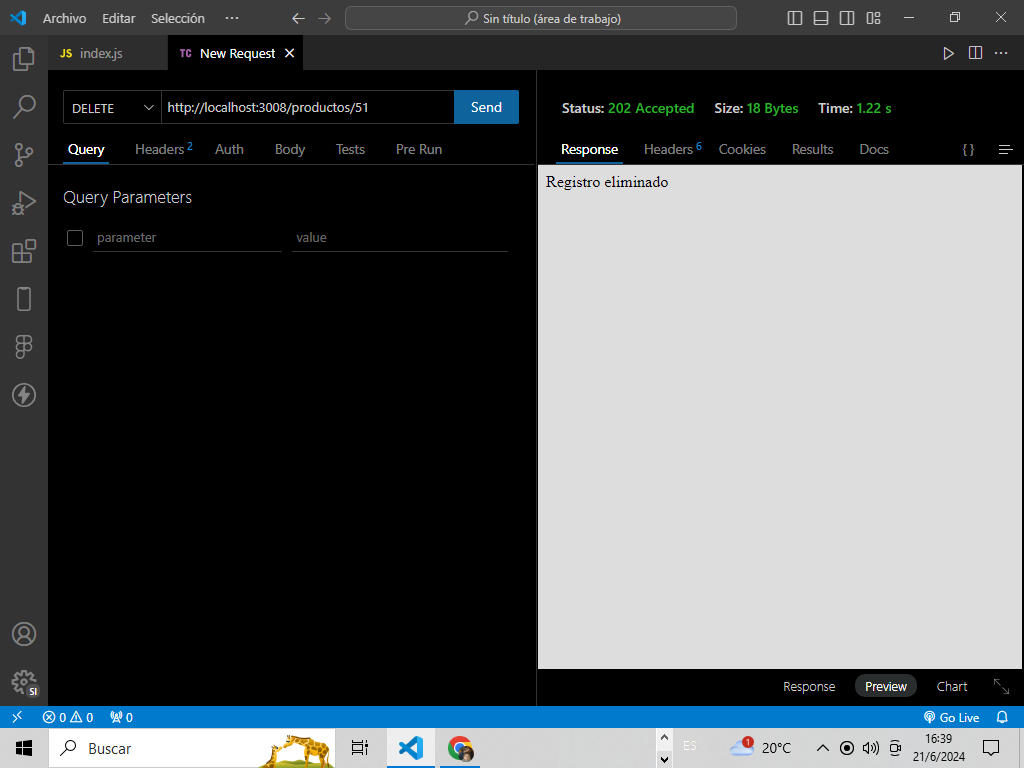 Archivo Editar Selección ··· Sin título (área de trabajo)
JS index.js TC New Request
DELETE http://localhost:3008/productos/51 Send
Status: 202 Accepted Size: 18 Bytes Time: 1.22 s
Query Headers 2 Auth Body Tests Pre Run
Response Headers 6 Cookies Results Docs { }
Registro eliminado
Query Parameters
parameter value
SI
Response Preview Chart
0 0 0 Go Live
Buscar
ES 1 20°C
16:39
21/6/2024